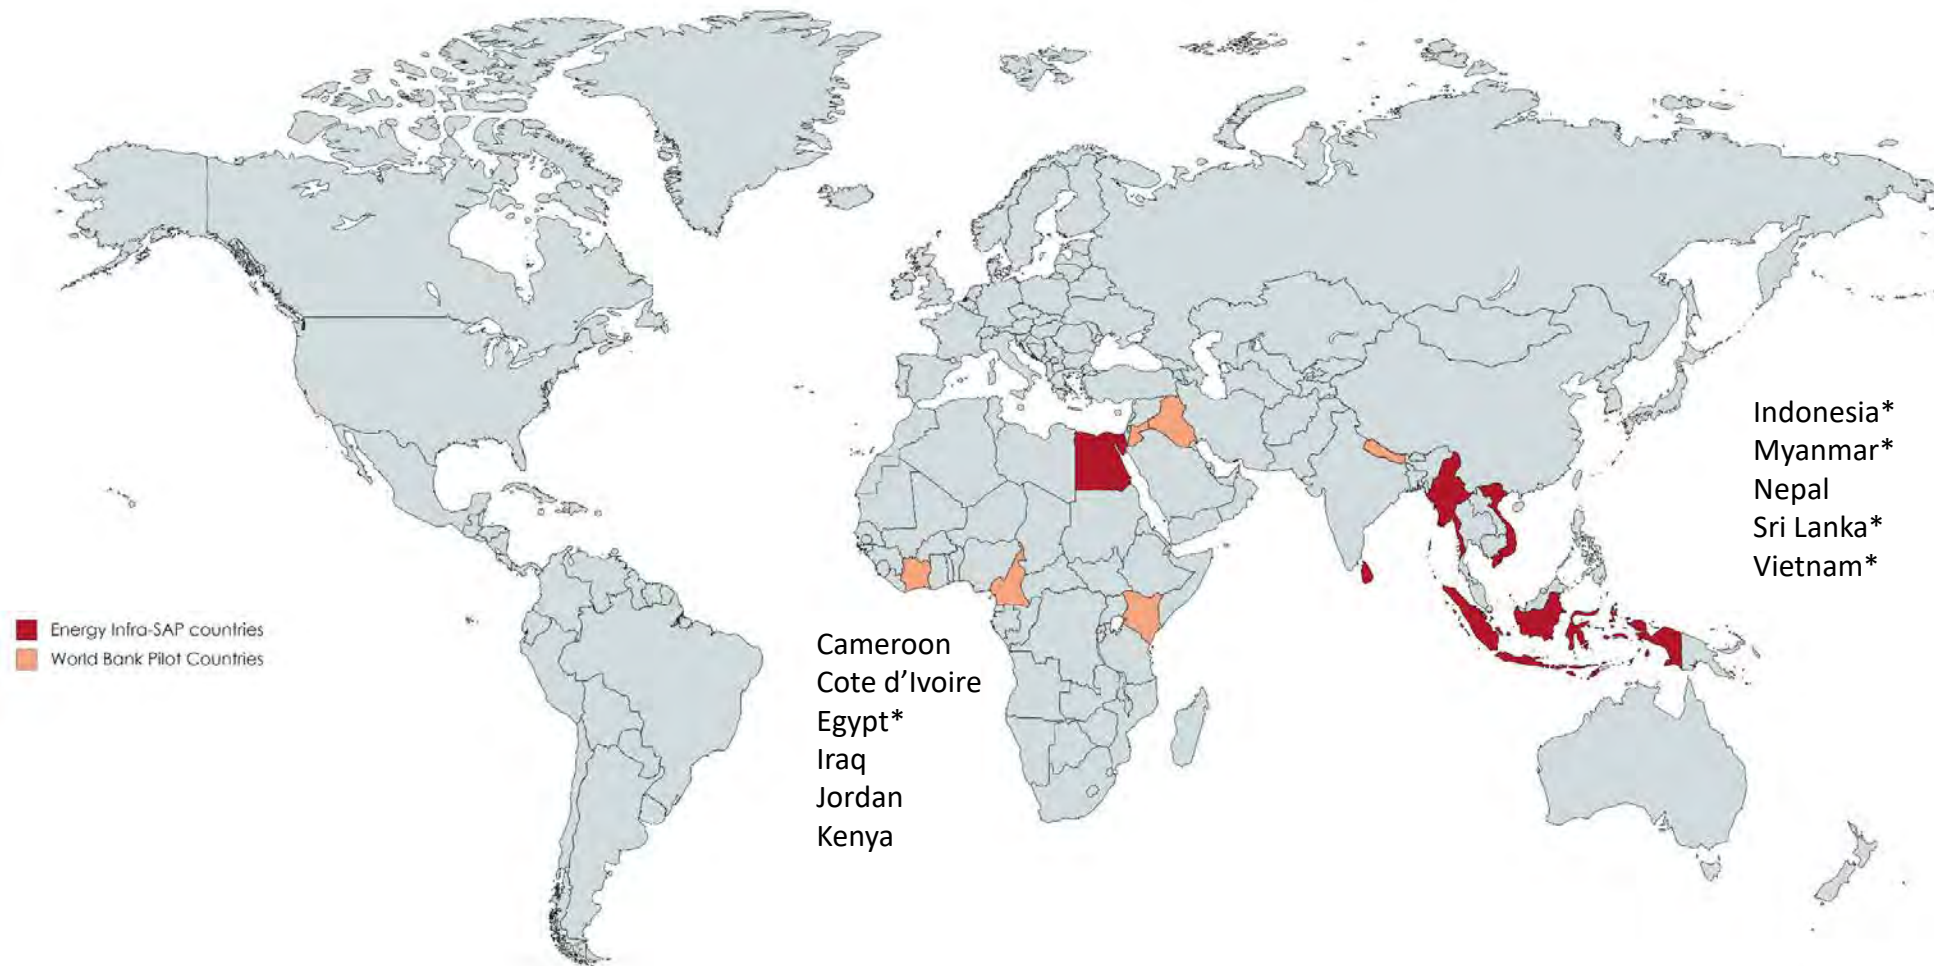 Indonesia*
Myanmar*
Nepal
Sri Lanka*
Vietnam*
Energy Infra-SAP countries
World Bank Pilot Countries
Cameroon
Cote d’Ivoire
Egypt*
Iraq
Jordan
Kenya